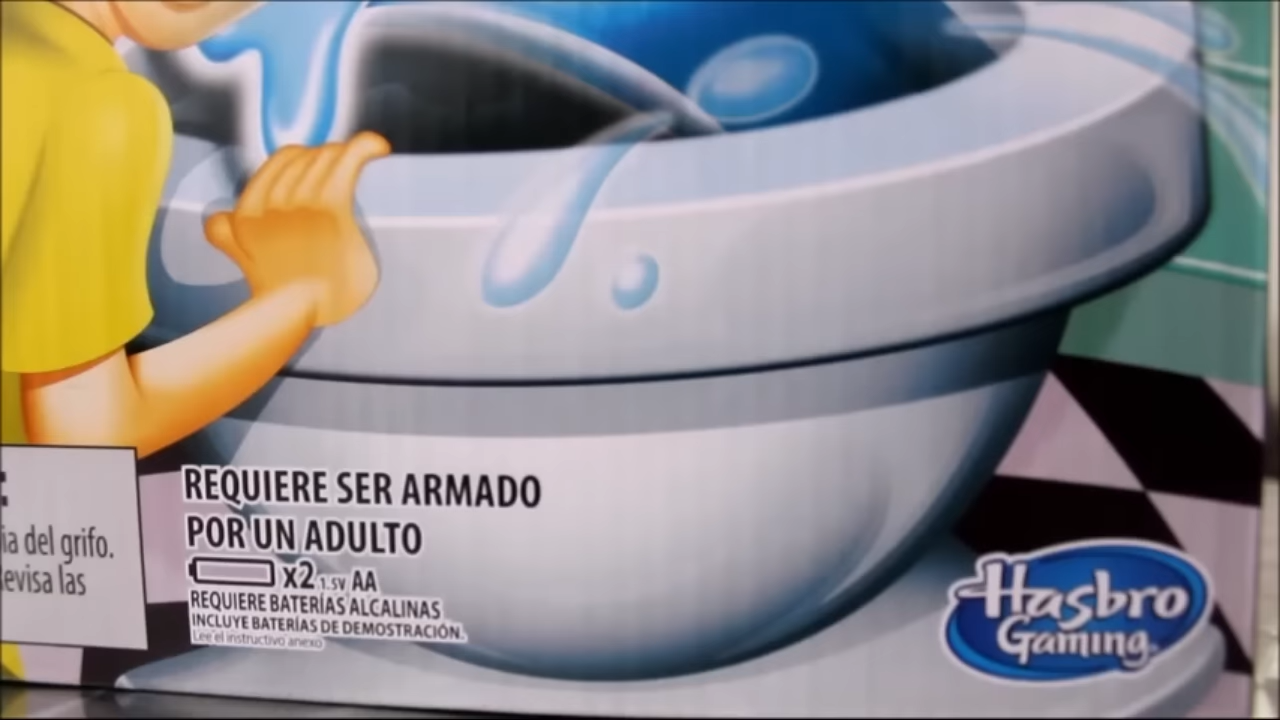 ia del grifo.
evisa las
REQUIERE SER ARMADO
POR UN ADULTO
x2 1.5V AA
REQUIERE BATERÍAS ALCALINAS
INCLUYE BATERÍAS DE DEMOSTRACIÓN.
Lee el instructivo anexo
Hasbro
Gaming